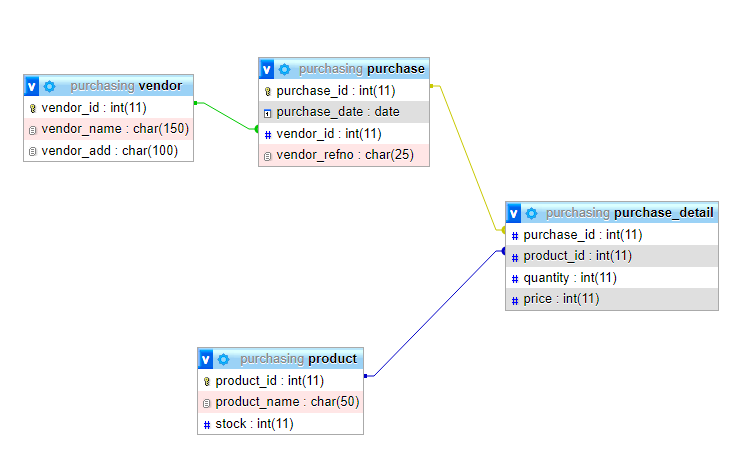 purchasing vendor
vendor_id : int(11)
vendor_name : char(150)
vendor_add : char(100)
purchasing purchase
purchase_id : int(11)
purchase_date : date
vendor_id : int(11)
vendor_refno : char(25)
purchasing purchase_detail
purchase_id : int(11)
product_id : int(11)
quantity : int(11)
price : int(11)
purchasing product
product_id : int(11)
product_name : char(50)
stock : int(11)